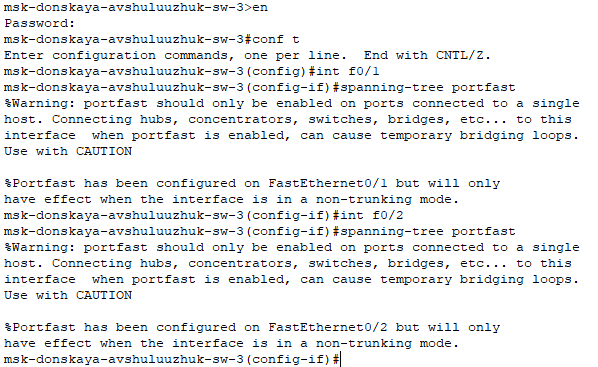 msk-donskaya-avshuluuzhuk-sw-3>en
Password:
msk-donskaya-avshuluuzhuk-sw-3#conf t
Enter configuration commands, one per line.  End with CNTL/Z.
msk-donskaya-avshuluuzhuk-sw-3(config)#int f0/1
msk-donskaya-avshuluuzhuk-sw-3(config-if)#spanning-tree portfast
%Warning: portfast should only be enabled on ports connected to a single
host. Connecting hubs, concentrators, switches, bridges, etc... to this
interface  when portfast is enabled, can cause temporary bridging loops.
Use with CAUTION

%Portfast has been configured on FastEthernet0/1 but will only
have effect when the interface is in a non-trunking mode.
msk-donskaya-avshuluuzhuk-sw-3(config-if)#int f0/2
msk-donskaya-avshuluuzhuk-sw-3(config-if)#spanning-tree portfast
%Warning: portfast should only be enabled on ports connected to a single
host. Connecting hubs, concentrators, switches, bridges, etc... to this
interface  when portfast is enabled, can cause temporary bridging loops.
Use with CAUTION

%Portfast has been configured on FastEthernet0/2 but will only
have effect when the interface is in a non-trunking mode.
msk-donskaya-avshuluuzhuk-sw-3(config-if)#